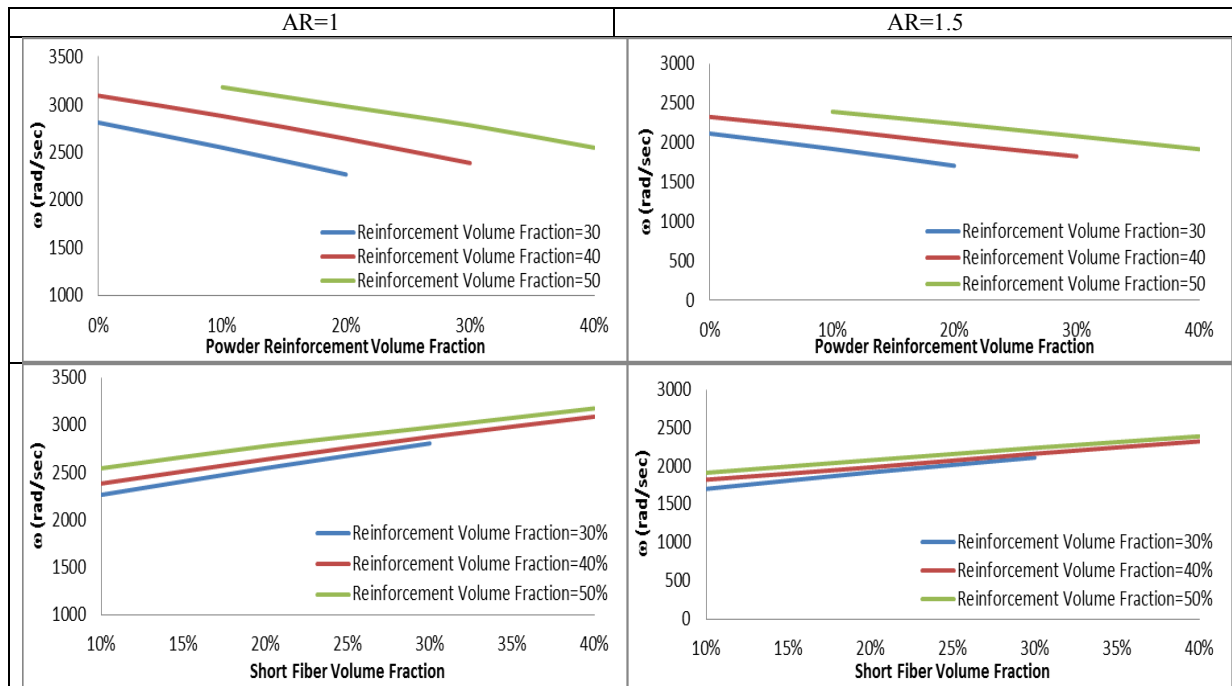 AR=1
AR=1.5
3500
3000
2500
2000
1500
1000
ω (rad/sec)
Reinforcement Volume Fraction=30
Reinforcement Volume Fraction=40
Reinforcement Volume Fraction=50
0% 10% 20% 30% 40%
Powder Reinforcement Volume Fraction
3000
2500
2000
1500
1000
500
0
ω (rad/sec)
Reinforcement Volume Fraction=30
Reinforcement Volume Fraction=40
Reinforcement Volume Fraction=50
0% 10% 20% 30% 40%
Powder Reinforcement Volume Fraction
3500
3000
2500
2000
1500
1000
ω (rad/sec)
Reinforcement Volume Fraction=30%
Reinforcement Volume Fraction=40%
Reinforcement Volume Fraction=50%
10% 15% 20% 25% 30% 35% 40%
Short Fiber Volume Fraction
3000
2500
2000
1500
1000
500
0
ω (rad/sec)
Reinforcement Volume Fraction=30%
Reinforcement Volume Fraction=40%
Reinforcement Volume Fraction=50%
10% 15% 20% 25% 30% 35% 40%
Short Fiber Volume Fraction